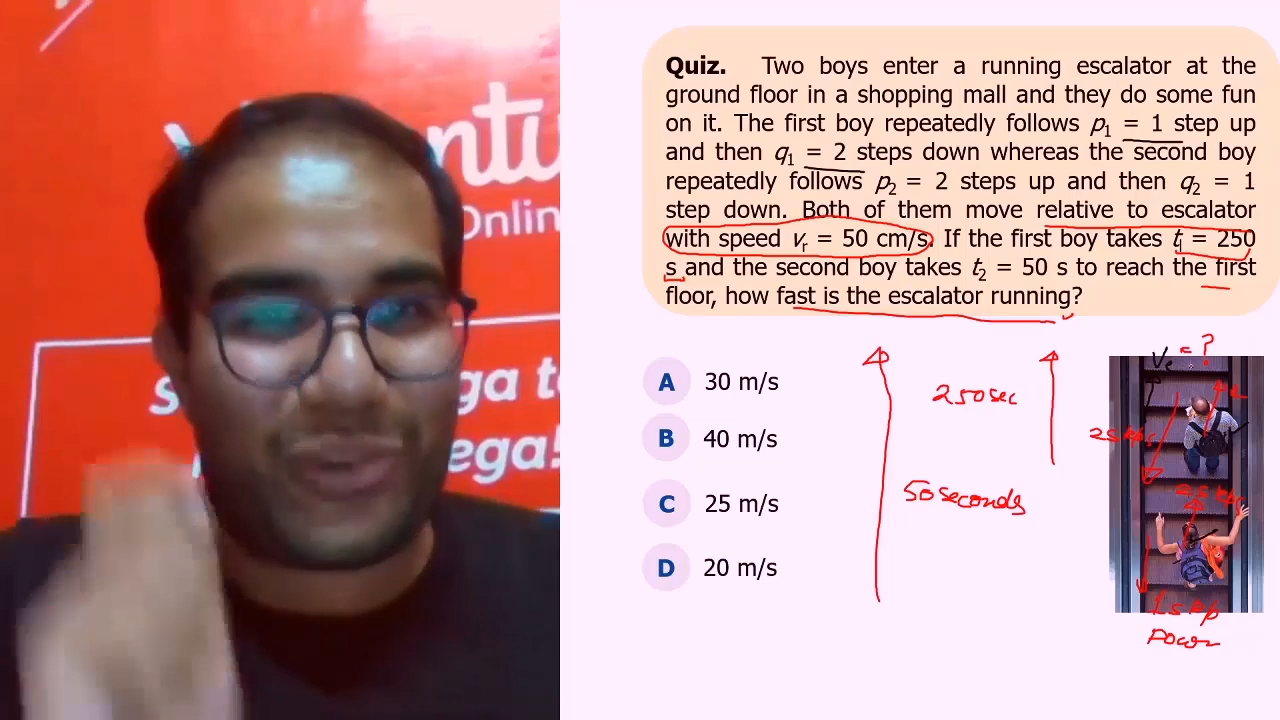 ntu
Onlin
ga t
ega!
Quiz. Two boys enter a running escalator at the
ground floor in a shopping mall and they do some fun
on it. The first boy repeatedly follows p₁ = 1 step up
and then q₁ = 2 steps down whereas the second boy
repeatedly follows p₂ = 2 steps up and then q₂ = 1
step down. Both of them move relative to escalator
with speed vᵣ = 50 cm/s. If the first boy takes t₁ = 250
s and the second boy takes t₂ = 50 s to reach the first
floor, how fast is the escalator running?
A 30 m/s
B 40 m/s
C 25 m/s
D 20 m/s
250sec
50seconds
Ve = ?